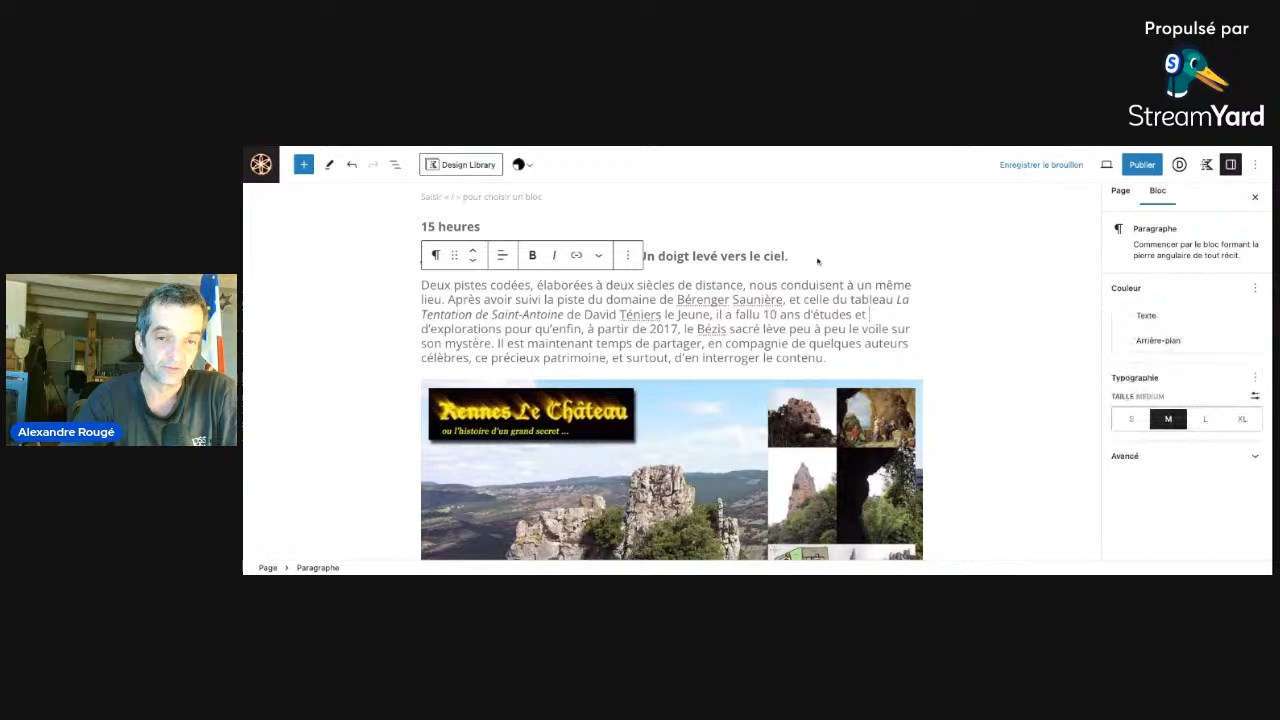 Propulsé par
StreamYard
Design Library
Enregistrer le brouillon
Publier
Saisir « / » pour choisir un bloc
15 heures
Un doigt levé vers le ciel.
Deux pistes codées, élaborées à deux siècles de distance, nous conduisent à un même
lieu. Après avoir suivi la piste du domaine de Bérenger Saunière, et celle du tableau La
Tentation de Saint-Antoine de David Téniers le Jeune, il a fallu 10 ans d'études et
d'explorations pour qu'enfin, à partir de 2017, le Bézis sacré lève peu à peu le voile sur
son mystère. Il est maintenant temps de partager, en compagnie de quelques auteurs
célèbres, ce précieux patrimoine, et surtout, d'en interroger le contenu.
Rennes Le Château
ou l'histoire d'un grand secret ...
Page
Bloc
Paragraphe
Commencer par le bloc formant la
pierre angulaire de tout récit.
Couleur
Texte
Arrière-plan
Typographie
TAILLE MEDIUM
S M L XL
Avancé
Page > Paragraphe
Alexandre Rougé